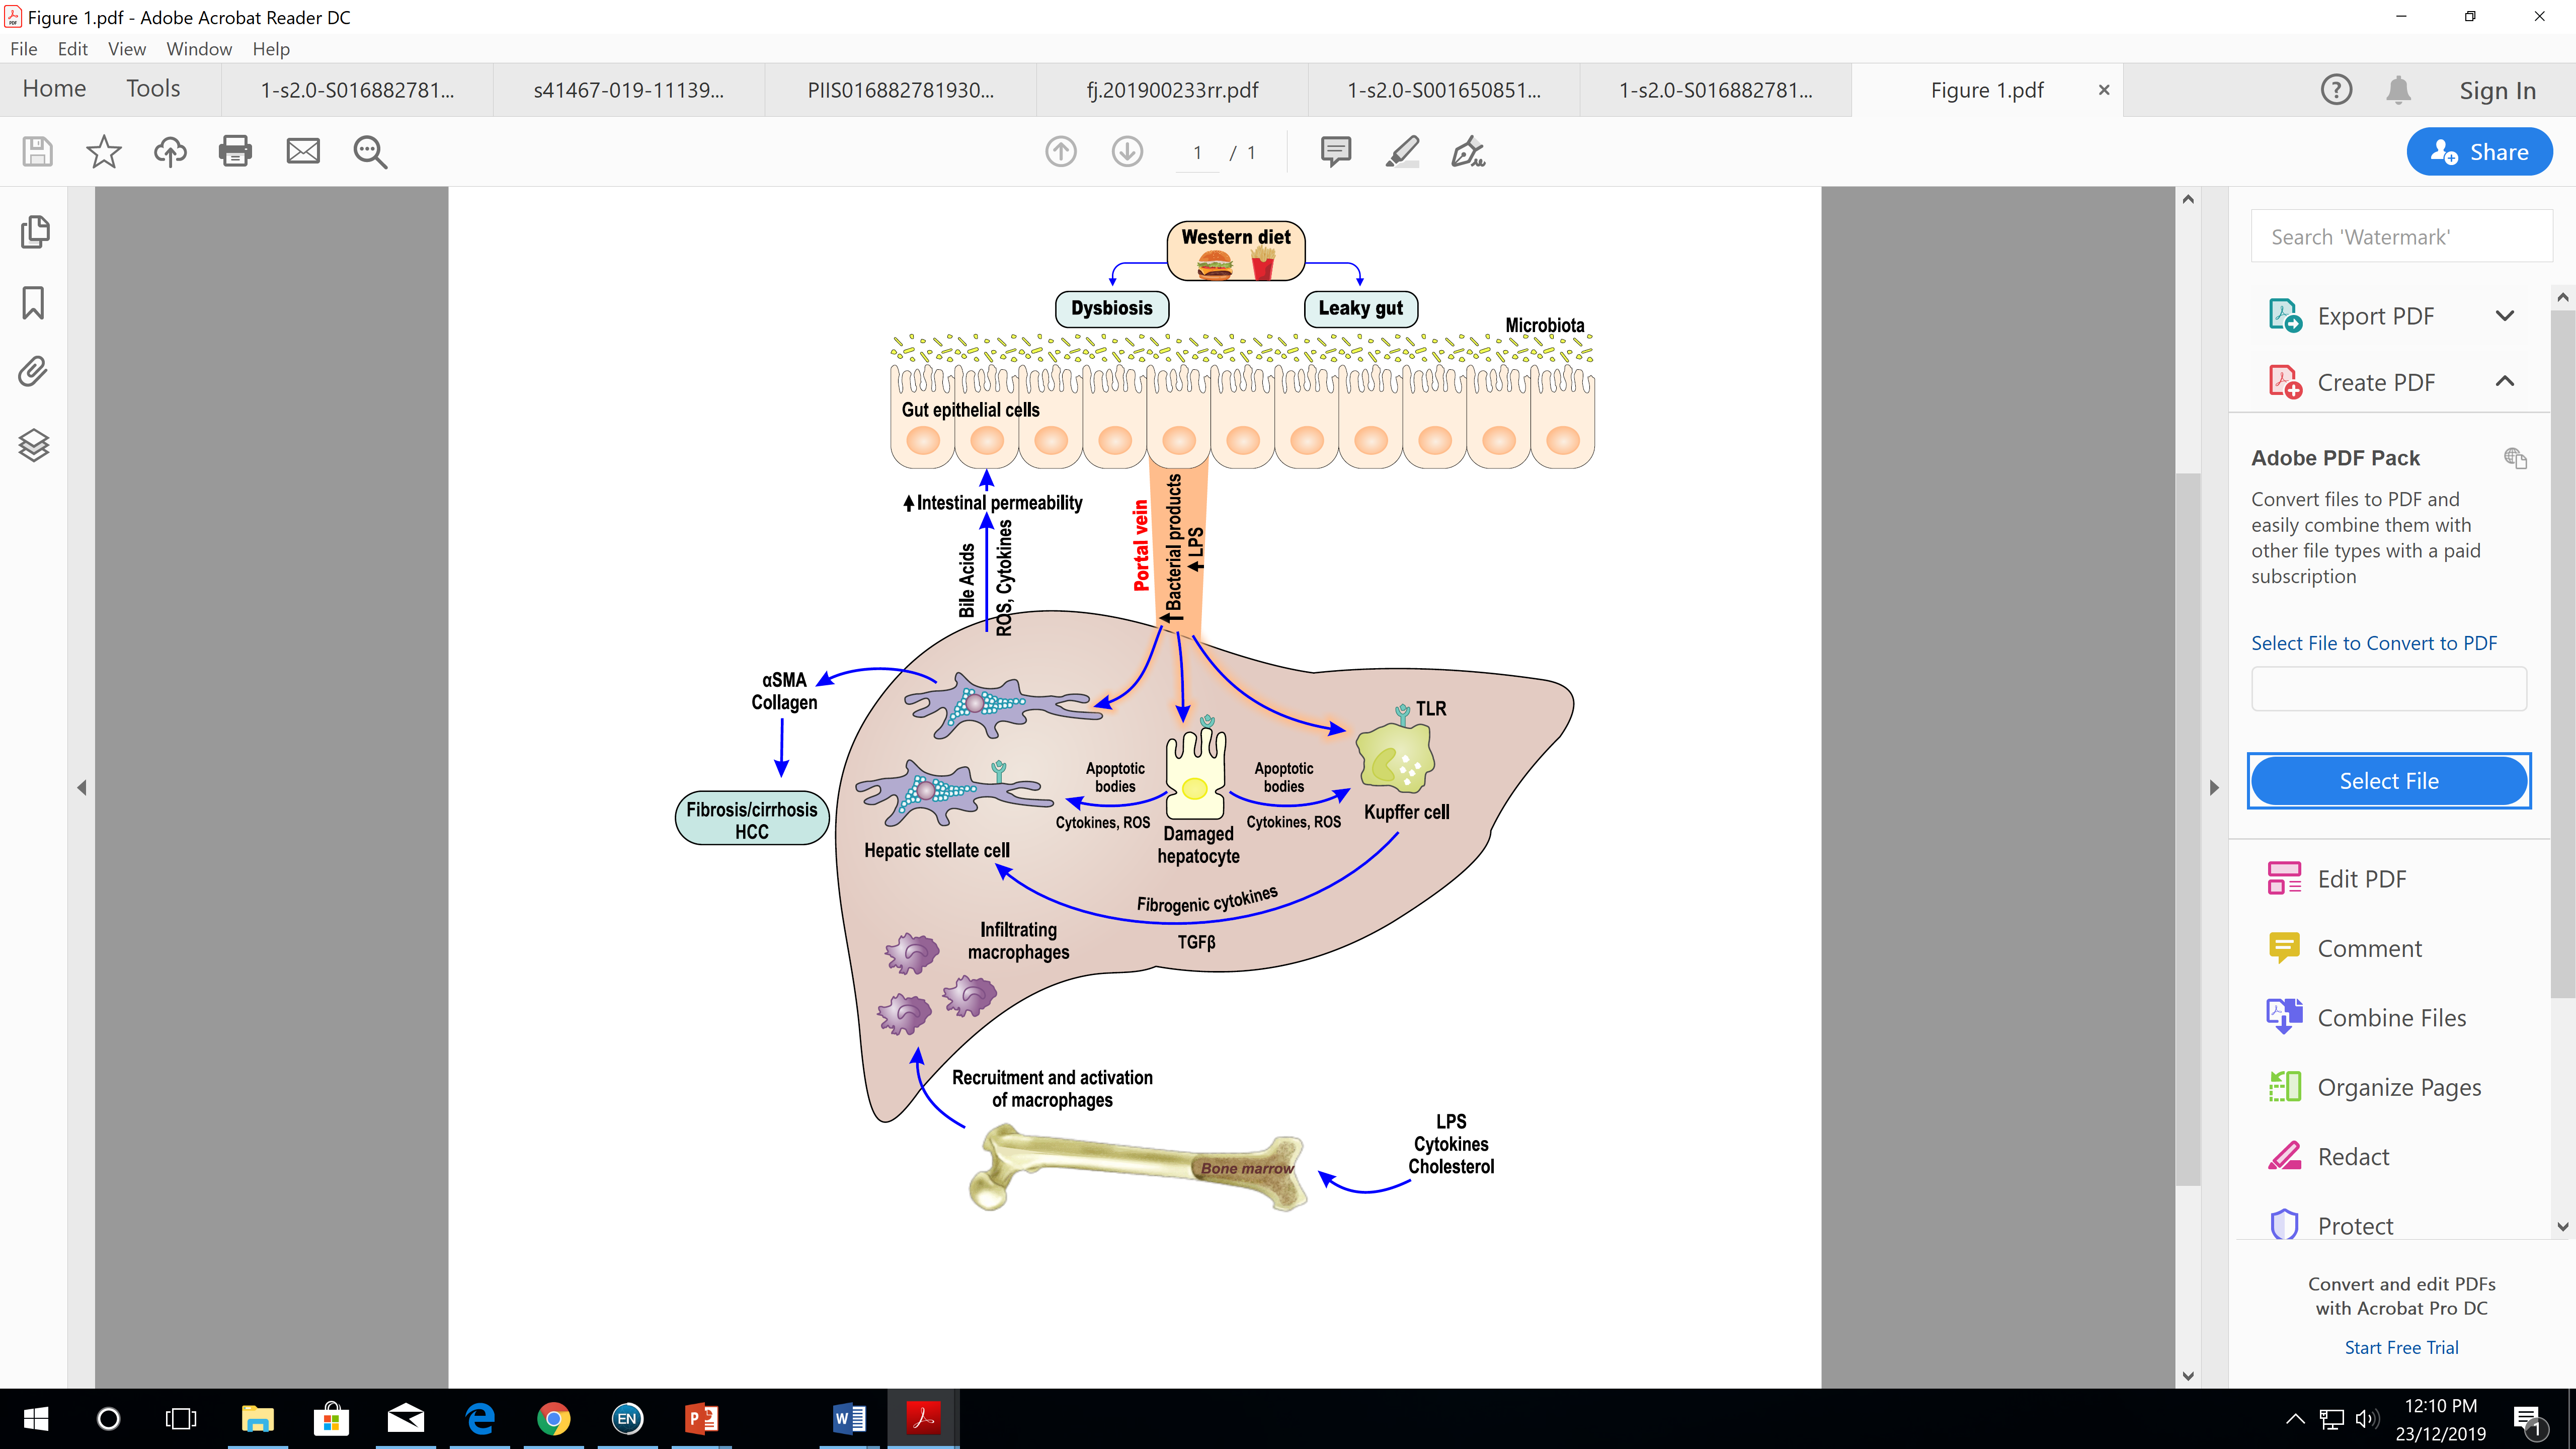 Figure 1.pdf - Adobe Acrobat Reader DC
File Edit View Window Help
Home Tools 1-s2.0-S016882781... s41467-019-11139... PIIS016882781930... fj.201900233rr.pdf 1-s2.0-S001650851... 1-s2.0-S016882781... Figure 1.pdf Sign In
1 / 1
Share
Western diet
Dysbiosis
Leaky gut
Microbiota
Gut epithelial cells
Intestinal permeability
Bile Acids
ROS, Cytokines
Portal vein
Bacterial products
LPS
αSMA
Collagen
Fibrosis/cirrhosis
HCC
TLR
Apoptotic
bodies
Cytokines, ROS
Apoptotic
bodies
Cytokines, ROS
Kupffer cell
Damaged
hepatocyte
Hepatic stellate cell
Fibrogenic cytokines
TGFβ
Infiltrating
macrophages
Recruitment and activation
of macrophages
Bone marrow
LPS
Cytokines
Cholesterol
Search 'Watermark'
Export PDF
Create PDF
Adobe PDF Pack
Convert files to PDF and
easily combine them with
other file types with a paid
subscription
Select File to Convert to PDF
Select File
Edit PDF
Comment
Combine Files
Organize Pages
Redact
Protect
Convert and edit PDFs
with Acrobat Pro DC
Start Free Trial
EN
12:10 PM
23/12/2019
1